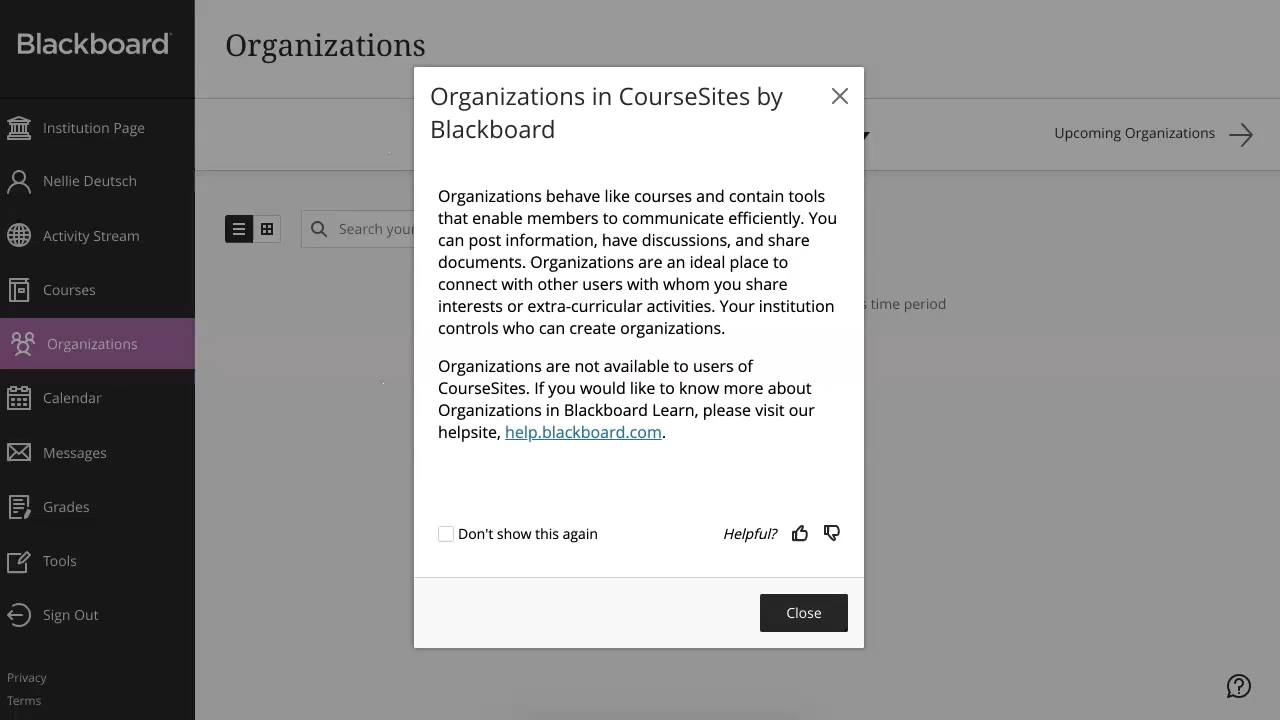 Blackboard
Institution Page
Nellie Deutsch
Activity Stream
Courses
Organizations
Calendar
Messages
Grades
Tools
Sign Out
Privacy
Terms
Organizations
Upcoming Organizations
Search your
s time period
Organizations in CourseSites by
Blackboard
Organizations behave like courses and contain tools
that enable members to communicate efficiently. You
can post information, have discussions, and share
documents. Organizations are an ideal place to
connect with other users with whom you share
interests or extra-curricular activities. Your institution
controls who can create organizations.
Organizations are not available to users of
CourseSites. If you would like to know more about
Organizations in Blackboard Learn, please visit our
helpsite, help.blackboard.com.
Don't show this again
Helpful?
Close